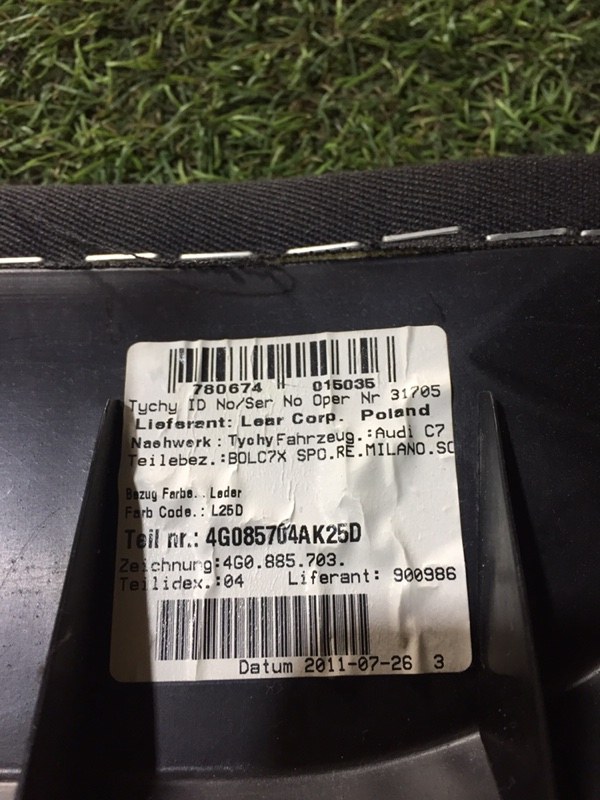 780674 015035
Tychy ID No/Ser No Oper Nr 31705
Lieferant: Lear Corp. Poland
Naehwerk : Tychy Fahrzeug.:Audi C7
Teilebez.:BOLC7X SPO.RE.MILANO.SC
Bezug Farbe.. Leder
Farb Code.: L25D
Teil nr.: 4G085704AK25D
Zeichnung:4G0.885.703.
Teilidex.:04 Liferant: 900986
Datum 2011-07-26 3